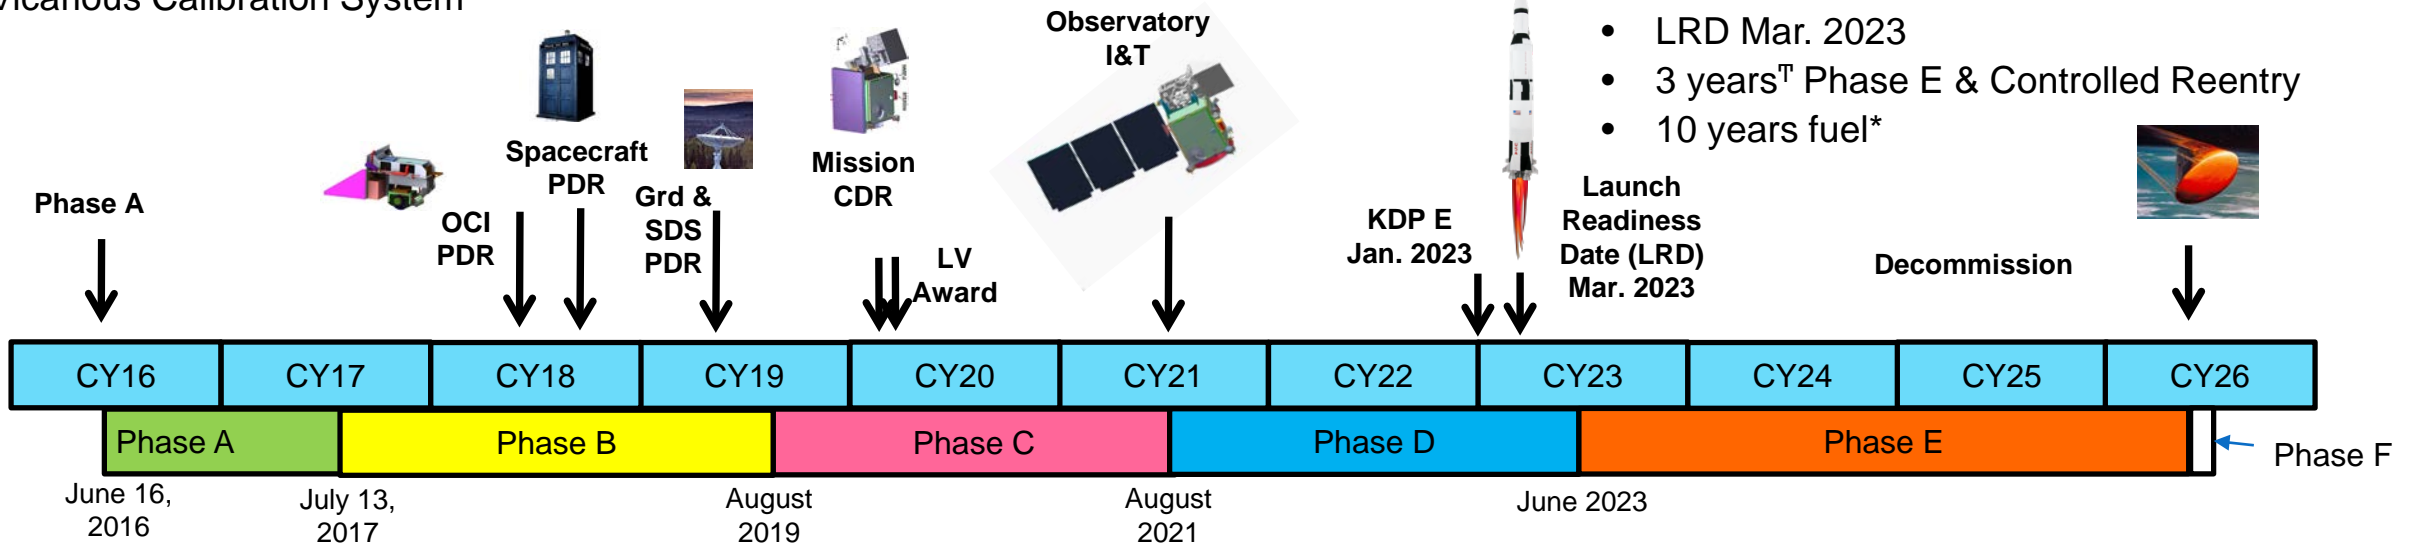 Vicarious Calibration System
• LRD Mar. 2023
• 3 yearsᵀ Phase E & Controlled Reentry
• 10 years fuel*
Phase A
OCI
PDR
Spacecraft
PDR
Grd &
SDS
PDR
Mission
CDR
LV
Award
Observatory
I&T
KDP E
Jan. 2023
Launch
Readiness
Date (LRD)
Mar. 2023
Decommission
CY16
CY17
CY18
CY19
CY20
CY21
CY22
CY23
CY24
CY25
CY26
Phase A
Phase B
Phase C
Phase D
Phase E
Phase F
June 16,
2016
July 13,
2017
August
2019
August
2021
June 2023